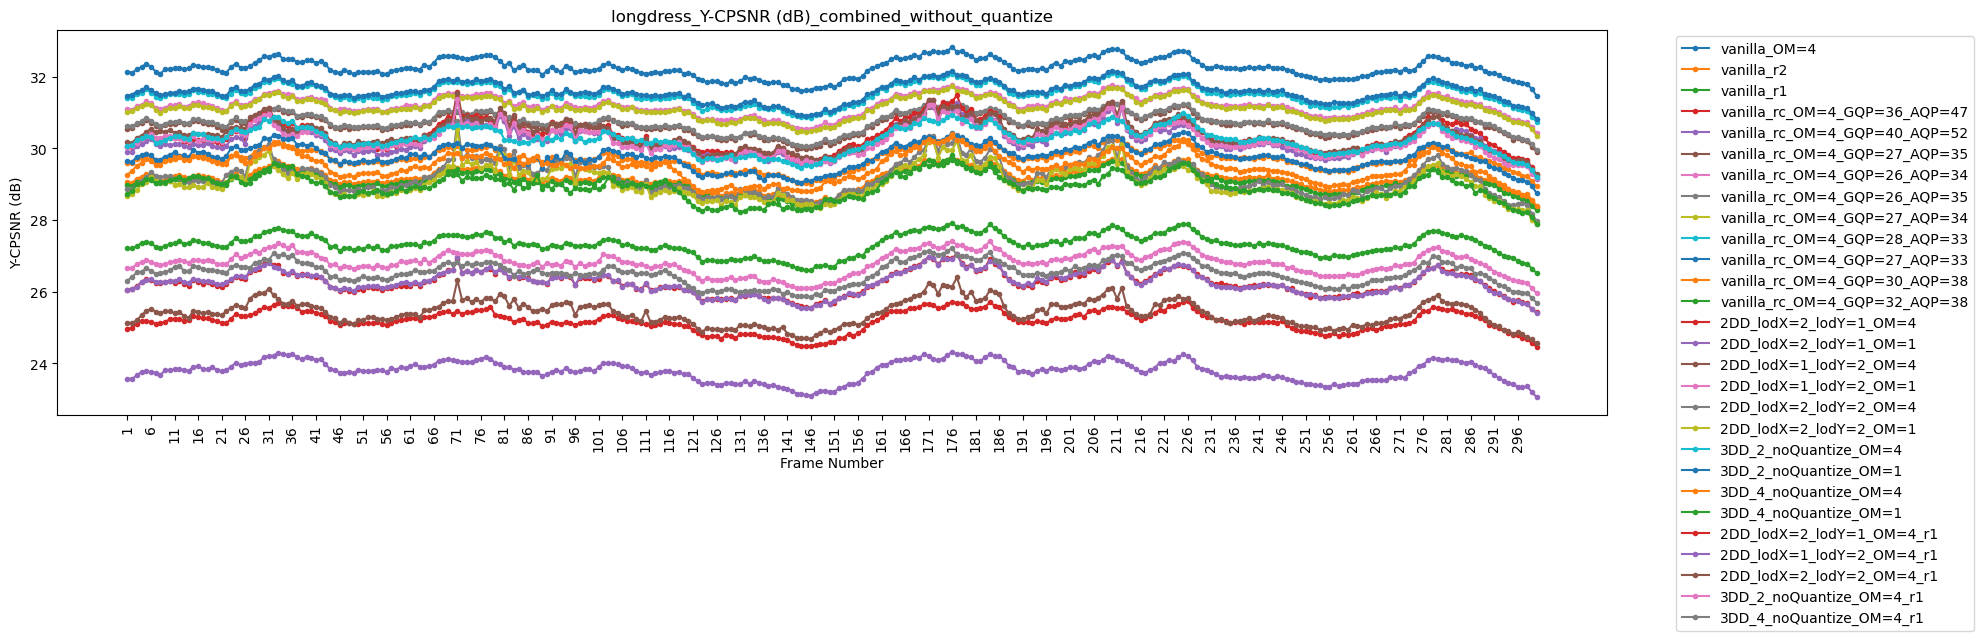 longdress_Y-CPSNR (dB)_combined_without_quantize
Y-CPSNR (dB)
32
30
28
26
24
1 6 11 16 21 26 31 36 41 46 51 56 61 66 71 76 81 86 91 96 101 106 111 116 121 126 131 136 141 146 151 156 161 166 171 176 181 186 191 196 201 206 211 216 221 226 231 236 241 246 251 256 261 266 271 276 281 286 291 296
Frame Number
vanilla_OM=4
vanilla_r2
vanilla_r1
vanilla_rc_OM=4_GQP=36_AQP=47
vanilla_rc_OM=4_GQP=40_AQP=52
vanilla_rc_OM=4_GQP=27_AQP=35
vanilla_rc_OM=4_GQP=26_AQP=34
vanilla_rc_OM=4_GQP=26_AQP=35
vanilla_rc_OM=4_GQP=27_AQP=34
vanilla_rc_OM=4_GQP=28_AQP=33
vanilla_rc_OM=4_GQP=27_AQP=33
vanilla_rc_OM=4_GQP=30_AQP=38
vanilla_rc_OM=4_GQP=32_AQP=38
2DD_lodX=2_lodY=1_OM=4
2DD_lodX=2_lodY=1_OM=1
2DD_lodX=1_lodY=2_OM=4
2DD_lodX=1_lodY=2_OM=1
2DD_lodX=2_lodY=2_OM=4
2DD_lodX=2_lodY=2_OM=1
3DD_2_noQuantize_OM=4
3DD_2_noQuantize_OM=1
3DD_4_noQuantize_OM=4
3DD_4_noQuantize_OM=1
2DD_lodX=2_lodY=1_OM=4_r1
2DD_lodX=1_lodY=2_OM=4_r1
2DD_lodX=2_lodY=2_OM=4_r1
3DD_2_noQuantize_OM=4_r1
3DD_4_noQuantize_OM=4_r1